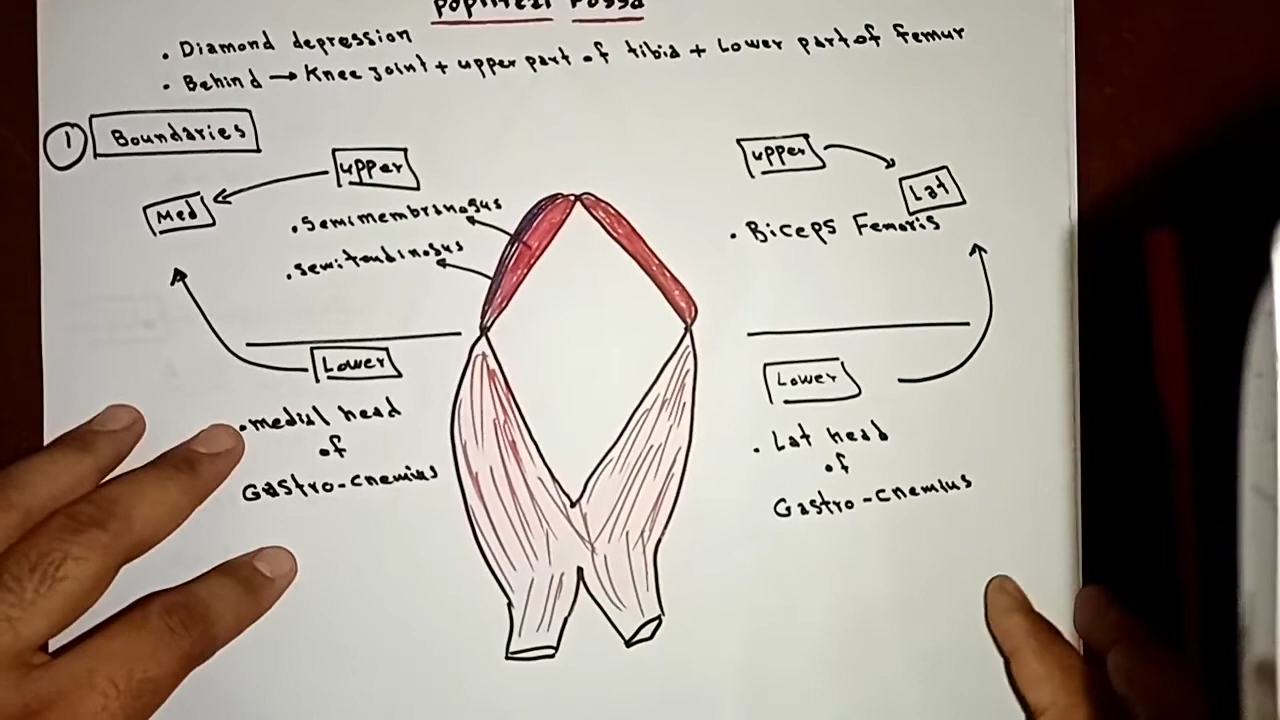 Popliteal Fossa
. Diamond depression
. Behind → Knee joint + upper part of tibia + Lower part of Femur
1 Boundaries
upper
Med
. Semimembranosus
. semitendinosus
Lower
. medial head
of
Gastro-cnemius
upper
Lat
. Biceps Femoris
Lower
. Lat head
of
Gastro-cnemius